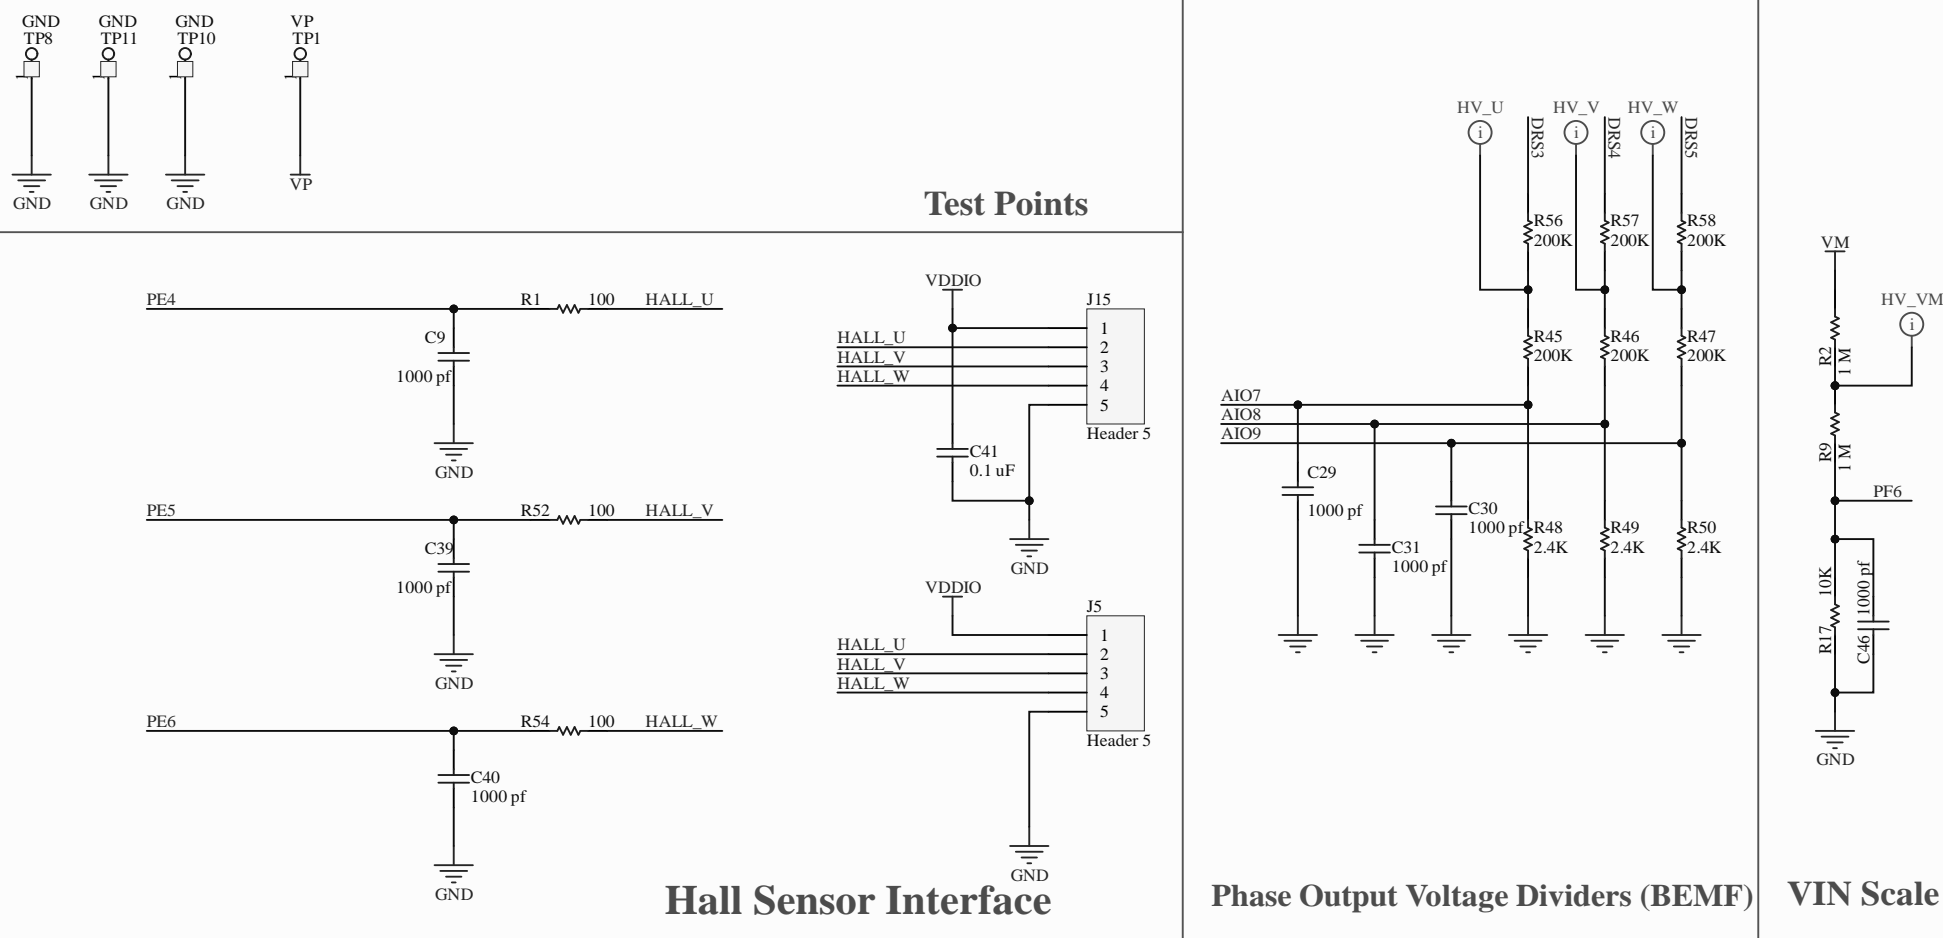 GND
TP8
GND
GND
TP11
GND
GND
TP10
GND
VP
TP1
VP
Test Points
PE4
R1 100 HALL_U
C9
1000 pf
GND
PE5
R52 100 HALL_V
C39
1000 pf
GND
PE6
R54 100 HALL_W
C40
1000 pf
GND
VDDIO
J15
HALL_U
HALL_V
HALL_W
1
2
3
4
5
Header 5
C41
0.1 uF
GND
VDDIO
J5
HALL_U
HALL_V
HALL_W
1
2
3
4
5
Header 5
GND
Hall Sensor Interface
HV_U
i
DRS3
HV_V
i
DRS4
HV_W
i
DRS5
R56
200K
R57
200K
R58
200K
R45
200K
R46
200K
R47
200K
AIO7
AIO8
AIO9
C29
1000 pf
C31
1000 pf
C30
1000 pf
R48
2.4K
R49
2.4K
R50
2.4K
Phase Output Voltage Dividers (BEMF)
VM
HV_VM
i
R2
1 M
R9
1 M
PF6
R17 10K
C46 1000 pf
GND
VIN Scale